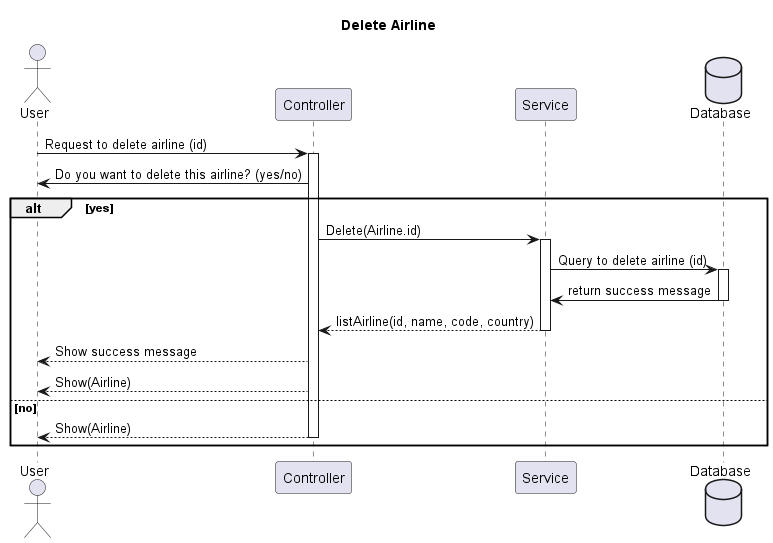 Delete Airline
User
Controller
Service
Database
Request to delete airline (id)
Do you want to delete this airline? (yes/no)
alt [yes]
Delete(Airline.id)
Query to delete airline (id)
return success message
listAirline(id, name, code, country)
Show success message
Show(Airline)
[no]
Show(Airline)
User
Controller
Service
Database